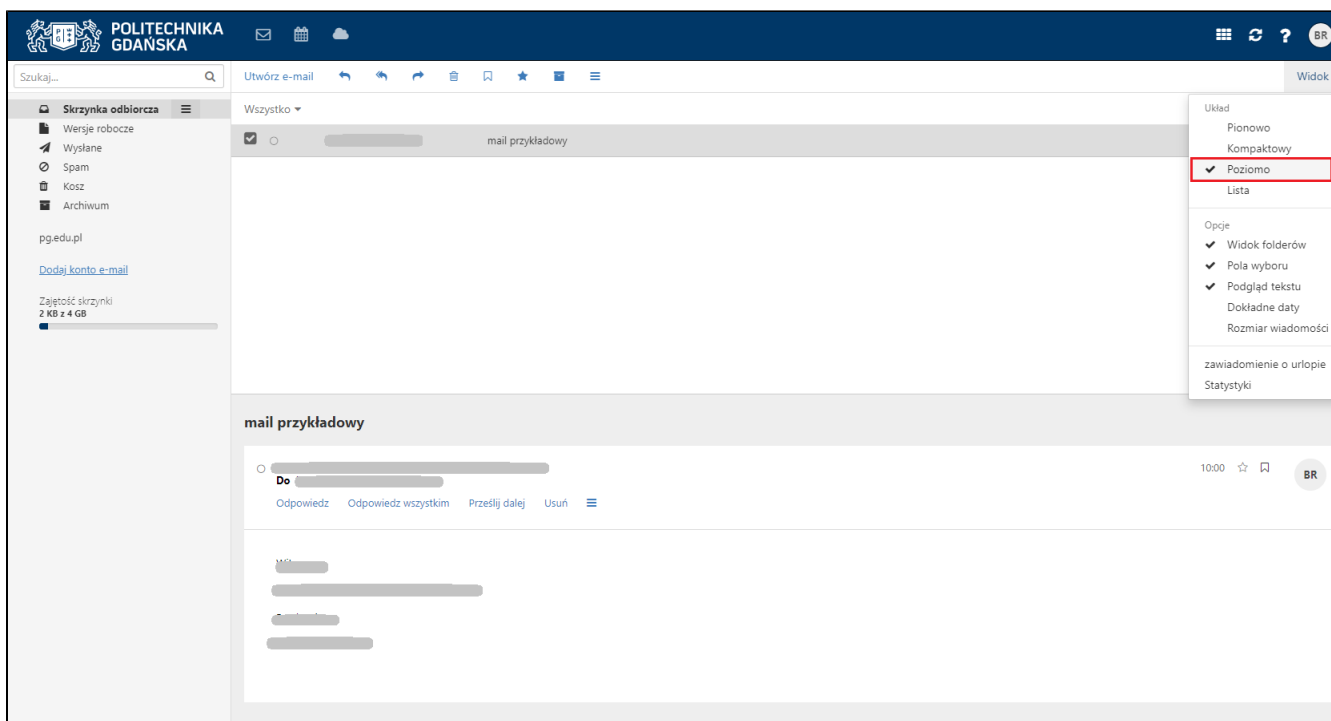 POLITECHNIKA
GDAŃSKA
BR
Szukaj...
Utwórz e-mail
Widok
Skrzynka odbiorcza
Wersje robocze
Wysłane
Spam
Kosz
Archiwum
pg.edu.pl
Dodaj konto e-mail
Zajętość skrzynki
2 KB z 4 GB
Wszystko
mail przykładowy
Układ
Pionowo
Kompaktowy
Poziomo
Lista
Opcje
Widok folderów
Pola wyboru
Podgląd tekstu
Dokładne daty
Rozmiar wiadomości
zawiadomienie o urlopie
Statystyki
mail przykładowy
10:00
BR
Do
Odpowiedz Odpowiedz wszystkim Prześlij dalej Usuń